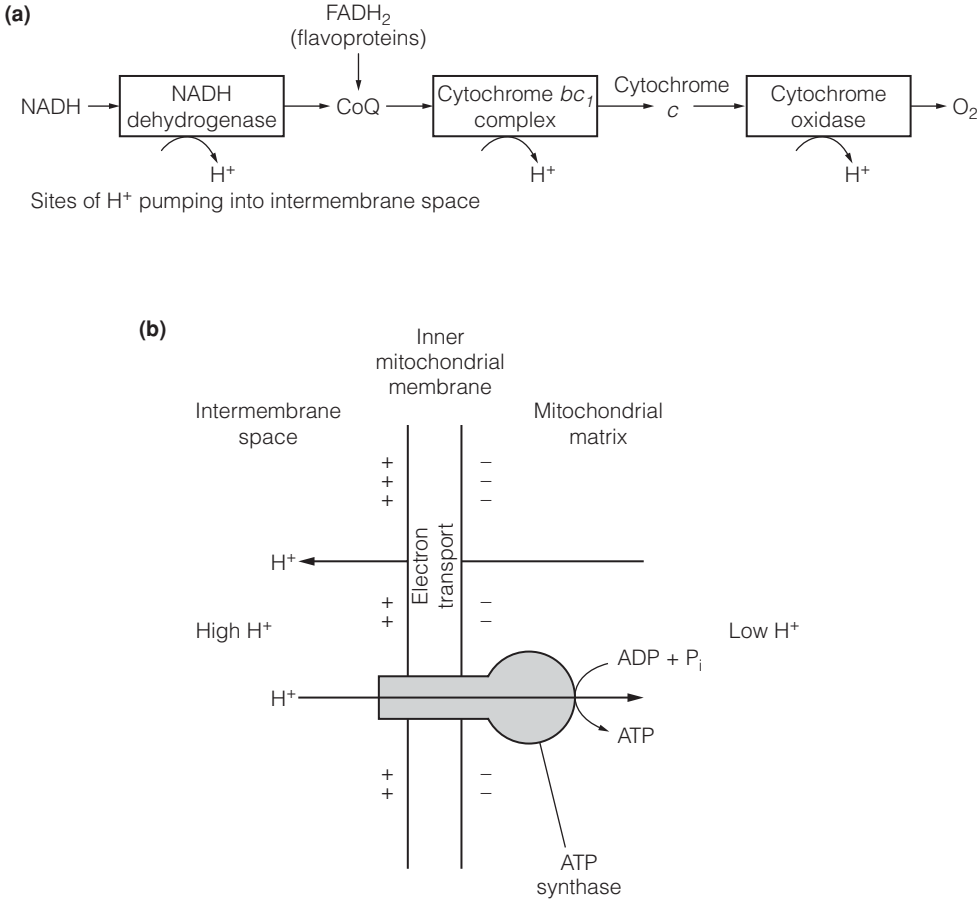 (a)
FADH₂
(flavoproteins)
NADH
NADH
dehydrogenase
CoQ
Cytochrome bc₁
complex
Cytochrome
c
Cytochrome
oxidase
O₂
H⁺
H⁺
H⁺
Sites of H⁺ pumping into intermembrane space
(b)
Inner
mitochondrial
membrane
Intermembrane
space
Mitochondrial
matrix
+ −
+ −
+ −
Electron
transport
H⁺
+ −
+ −
High H⁺
Low H⁺
ADP + Pᵢ
H⁺
ATP
+ −
+ −
ATP
synthase